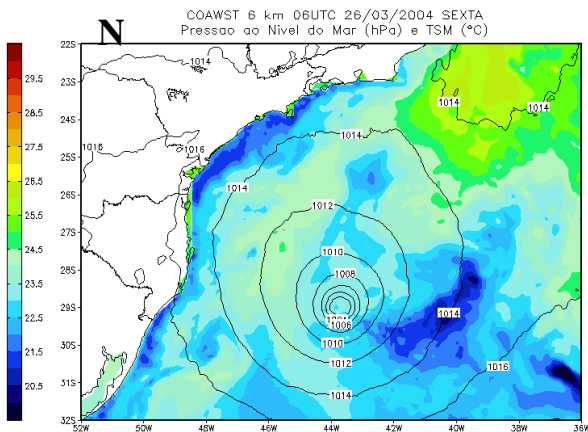 COAWST 6 km 06UTC 26/03/2004 SEXTA
N
Pressao ao Nivel do Mar (hPa) e TSM (°C)
22S
23S
24S
25S
26S
27S
28S
29S
30S
31S
32S
52W 50W 48W 46W 44W 42W 40W 38W 36W
29.5
28.5
27.5
26.5
25.5
24.5
23.5
22.5
21.5
20.5
1014
1014
1014
1014
1016
1014
1012
1010
1008
1006
1010
1012
1014
1014
1016